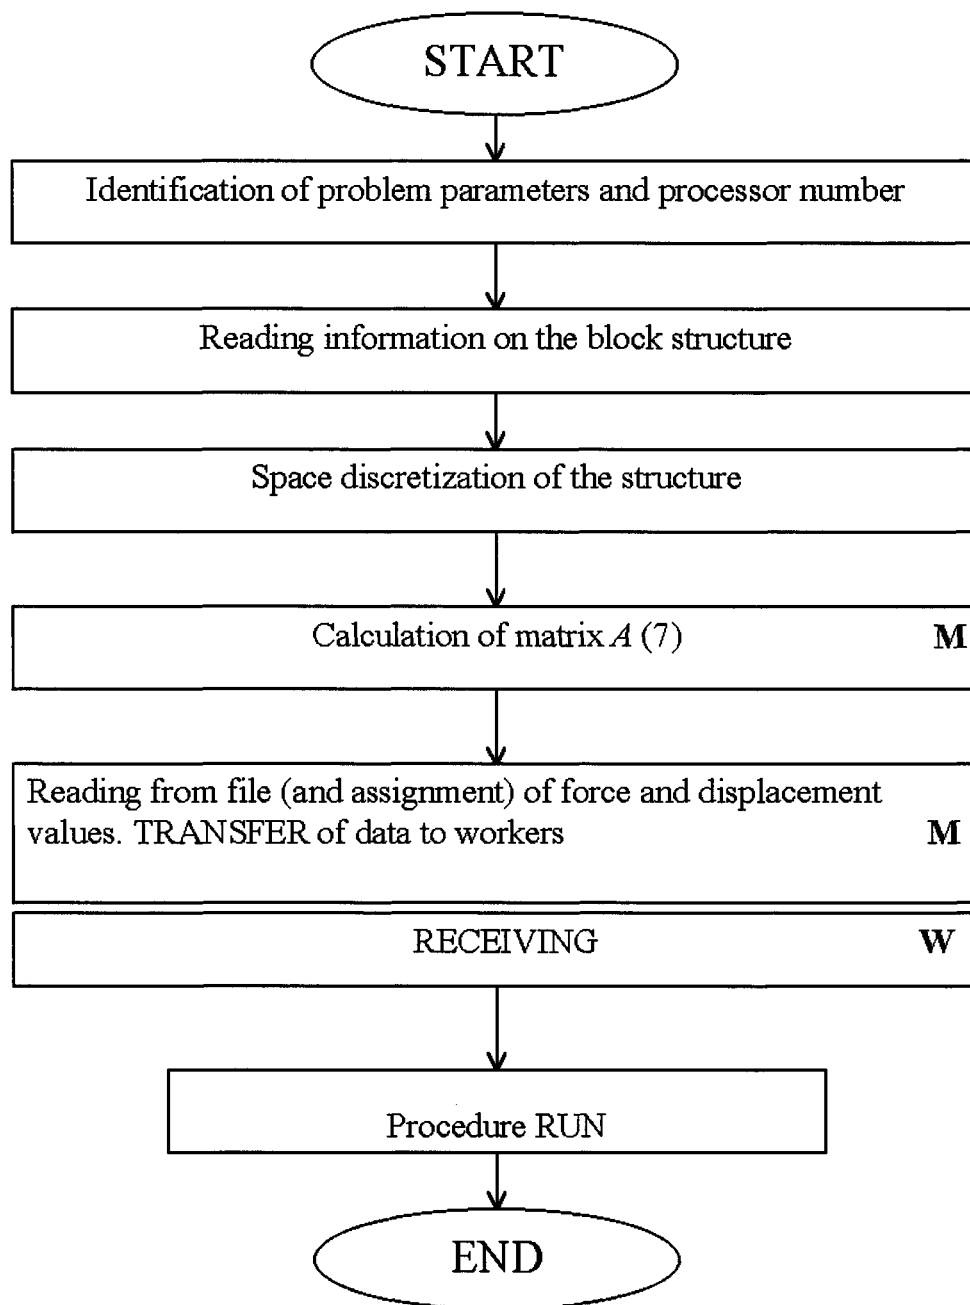 START
Identification of problem parameters and processor number
Reading information on the block structure
Space discretization of the structure
Calculation of matrix A (7) M
Reading from file (and assignment) of force and displacement
values. TRANSFER of data to workers M
RECEIVING W
Procedure RUN
END